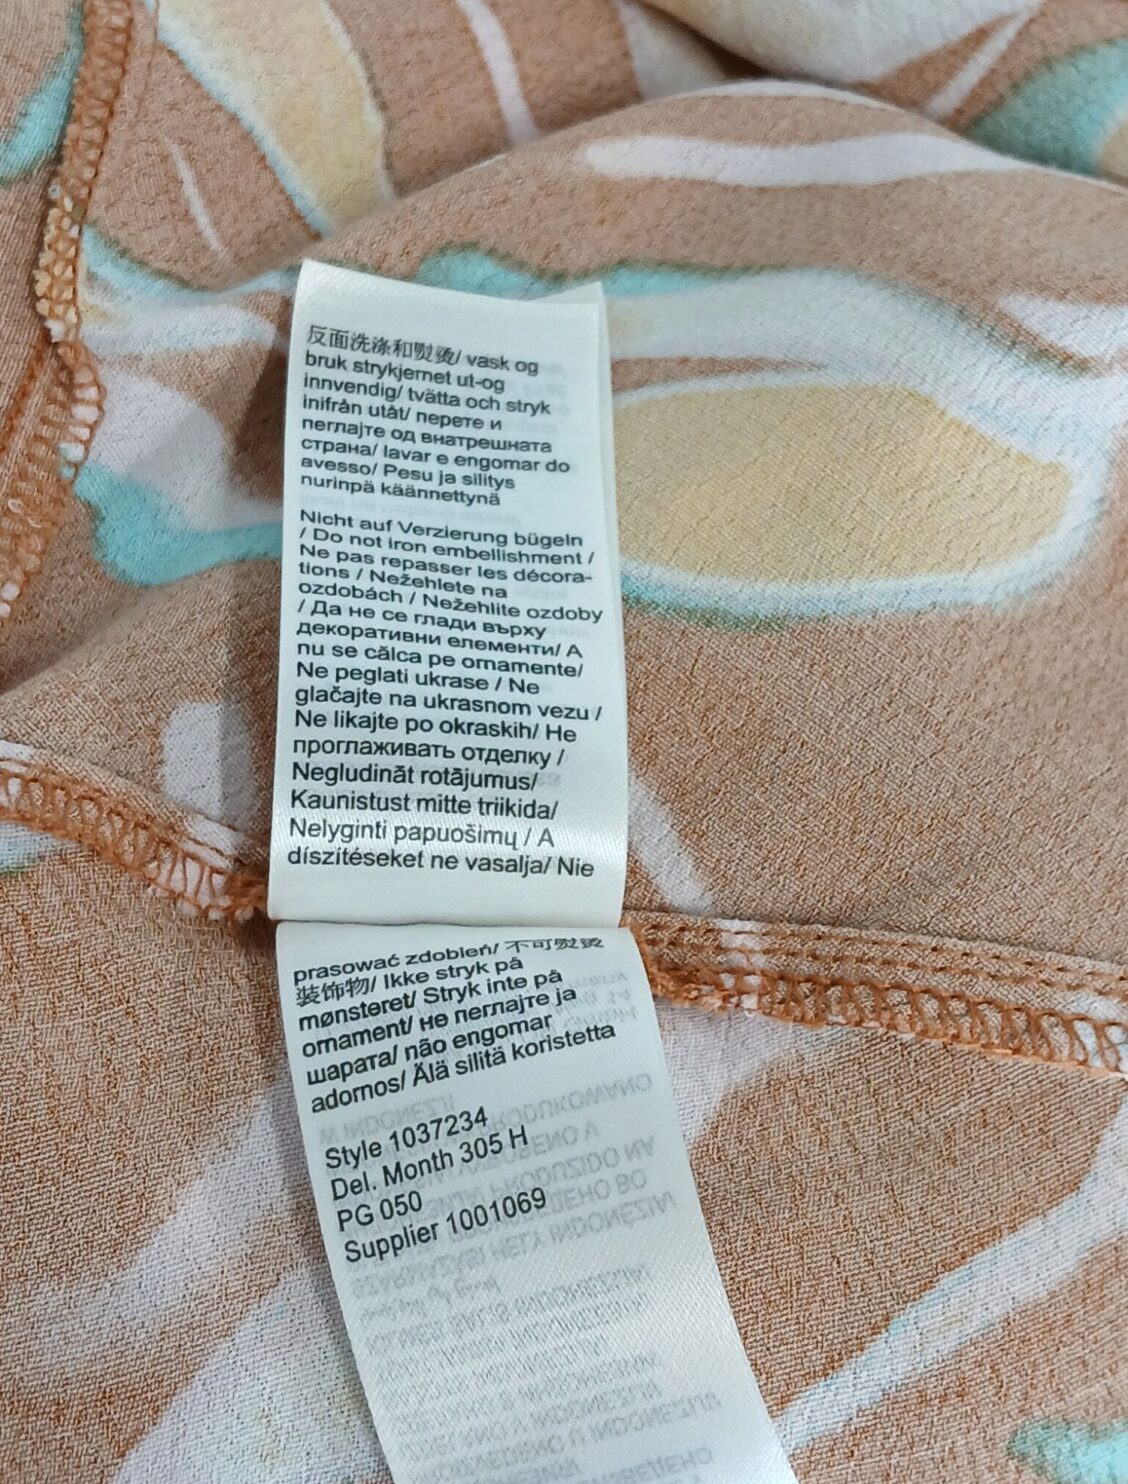 反面洗涤和熨烫/ vask og
bruk strykjernet ut-og
innvendig/ tvätta och stryk
inifrån utåt/ перете и
пеглајте од внатрешната
страна/ lavar e engomar do
avesso/ Pesu ja silitys
nurinpä käännettynä
Nicht auf Verzierung bügeln
/ Do not iron embellishment /
Ne pas repasser les décora-
tions / Nežehlete na
ozdobách / Nežehlite ozdoby
/ Да не се глади върху
декоративни елементи/ A
nu se călca pe ornamente/
Ne peglati ukrase / Ne
glačajte na ukrasnom vezu /
Ne likajte po okraskih/ Не
проглаживать отделку /
Negludināt rotājumus/
Kaunistust mitte triikida/
Nelyginti papuošimų / A
díszítéseket ne vasalja/ Nie
prasować zdobień/ 不可熨烫
装饰物/ Ikke stryk på
mønsteret/ Stryk inte på
ornament/ не пеглајте ја
шарата/ não engomar
adornos/ Älä silitä koristetta
Style 1037234
Del. Month 305 H
PG 050
Supplier 1001069